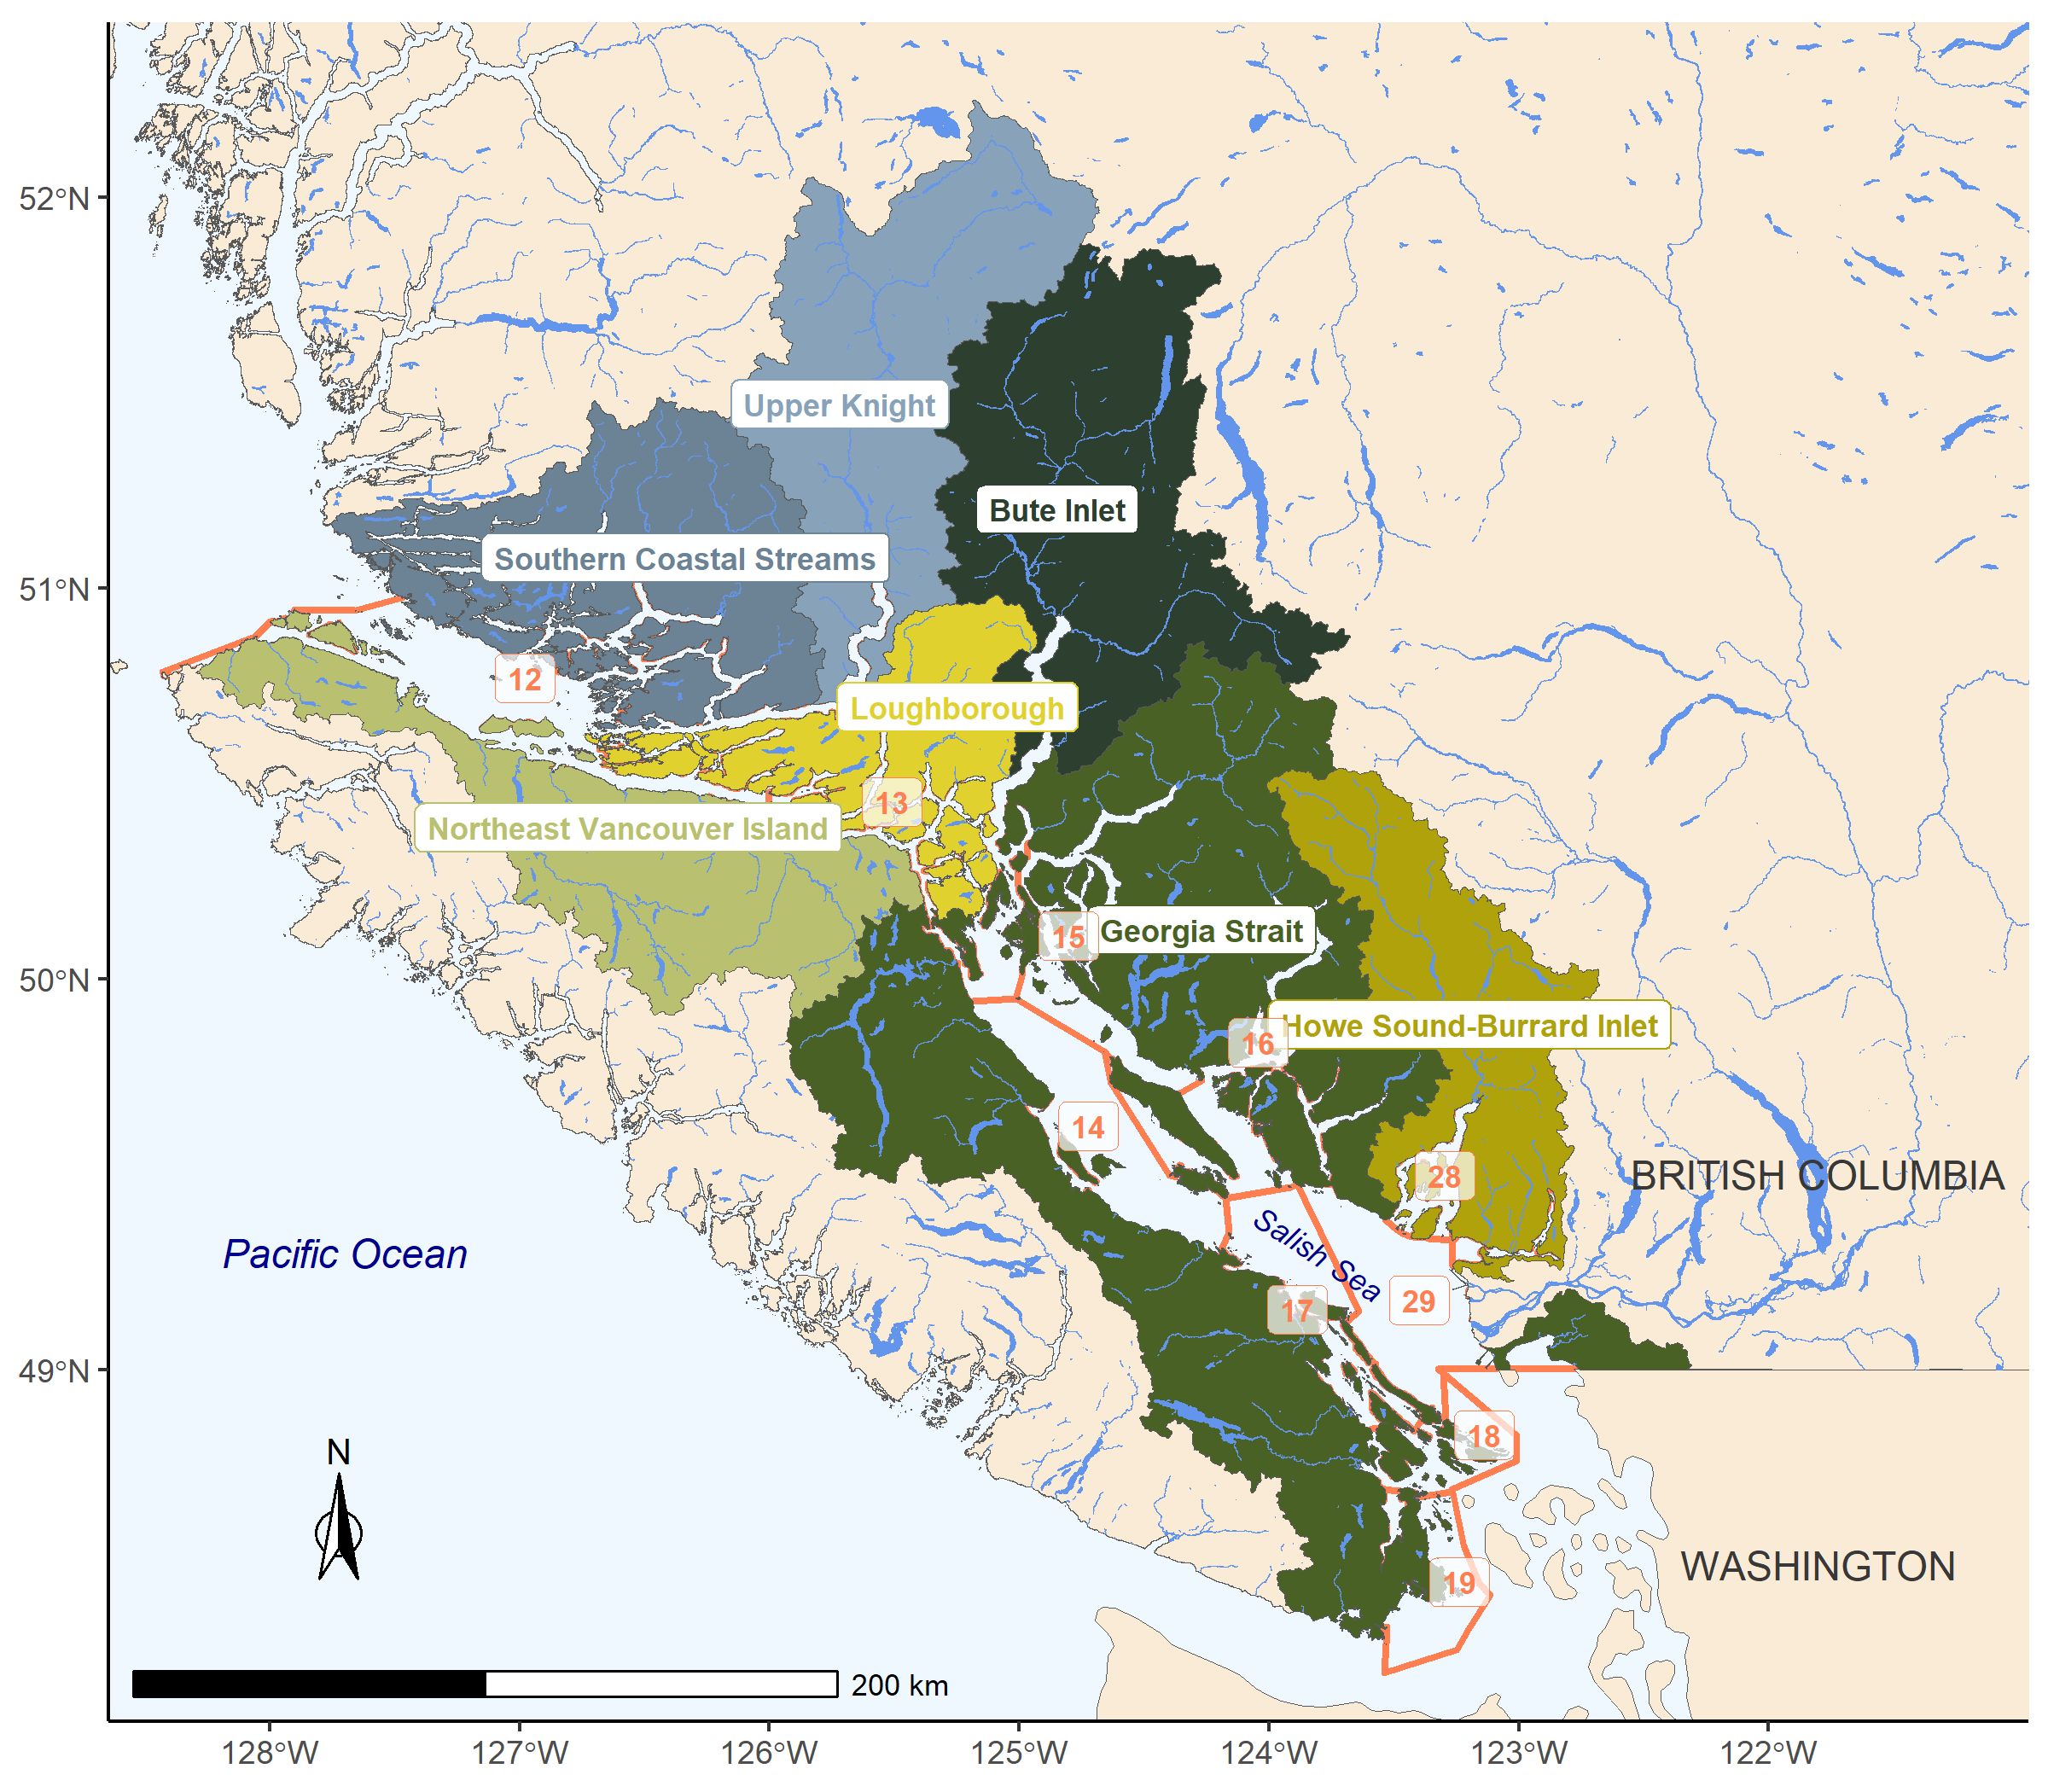 52°N
51°N
50°N
49°N
Upper Knight
Bute Inlet
Southern Coastal Streams
12
Loughborough
13
Northeast Vancouver Island
15
Georgia Strait
16
Howe Sound-Burrard Inlet
14
28
BRITISH COLUMBIA
Salish Sea
Pacific Ocean
17
29
18
19
WASHINGTON
N
200 km
128°W
127°W
126°W
125°W
124°W
123°W
122°W